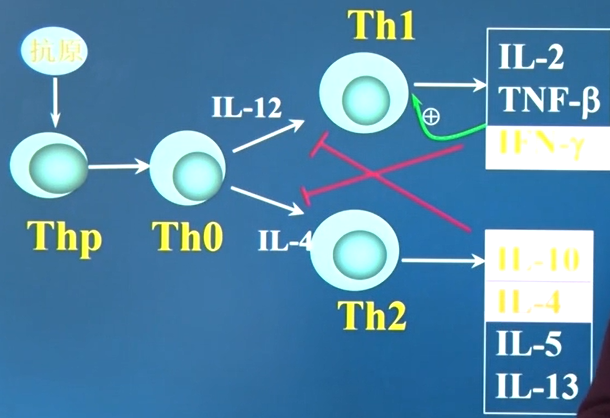 抗原
Thp
Th0
IL-12
IL-4
Th1
⊕
IL-2
TNF-β
IFN-γ
Th2
IL-10
IL-4
IL-5
IL-13